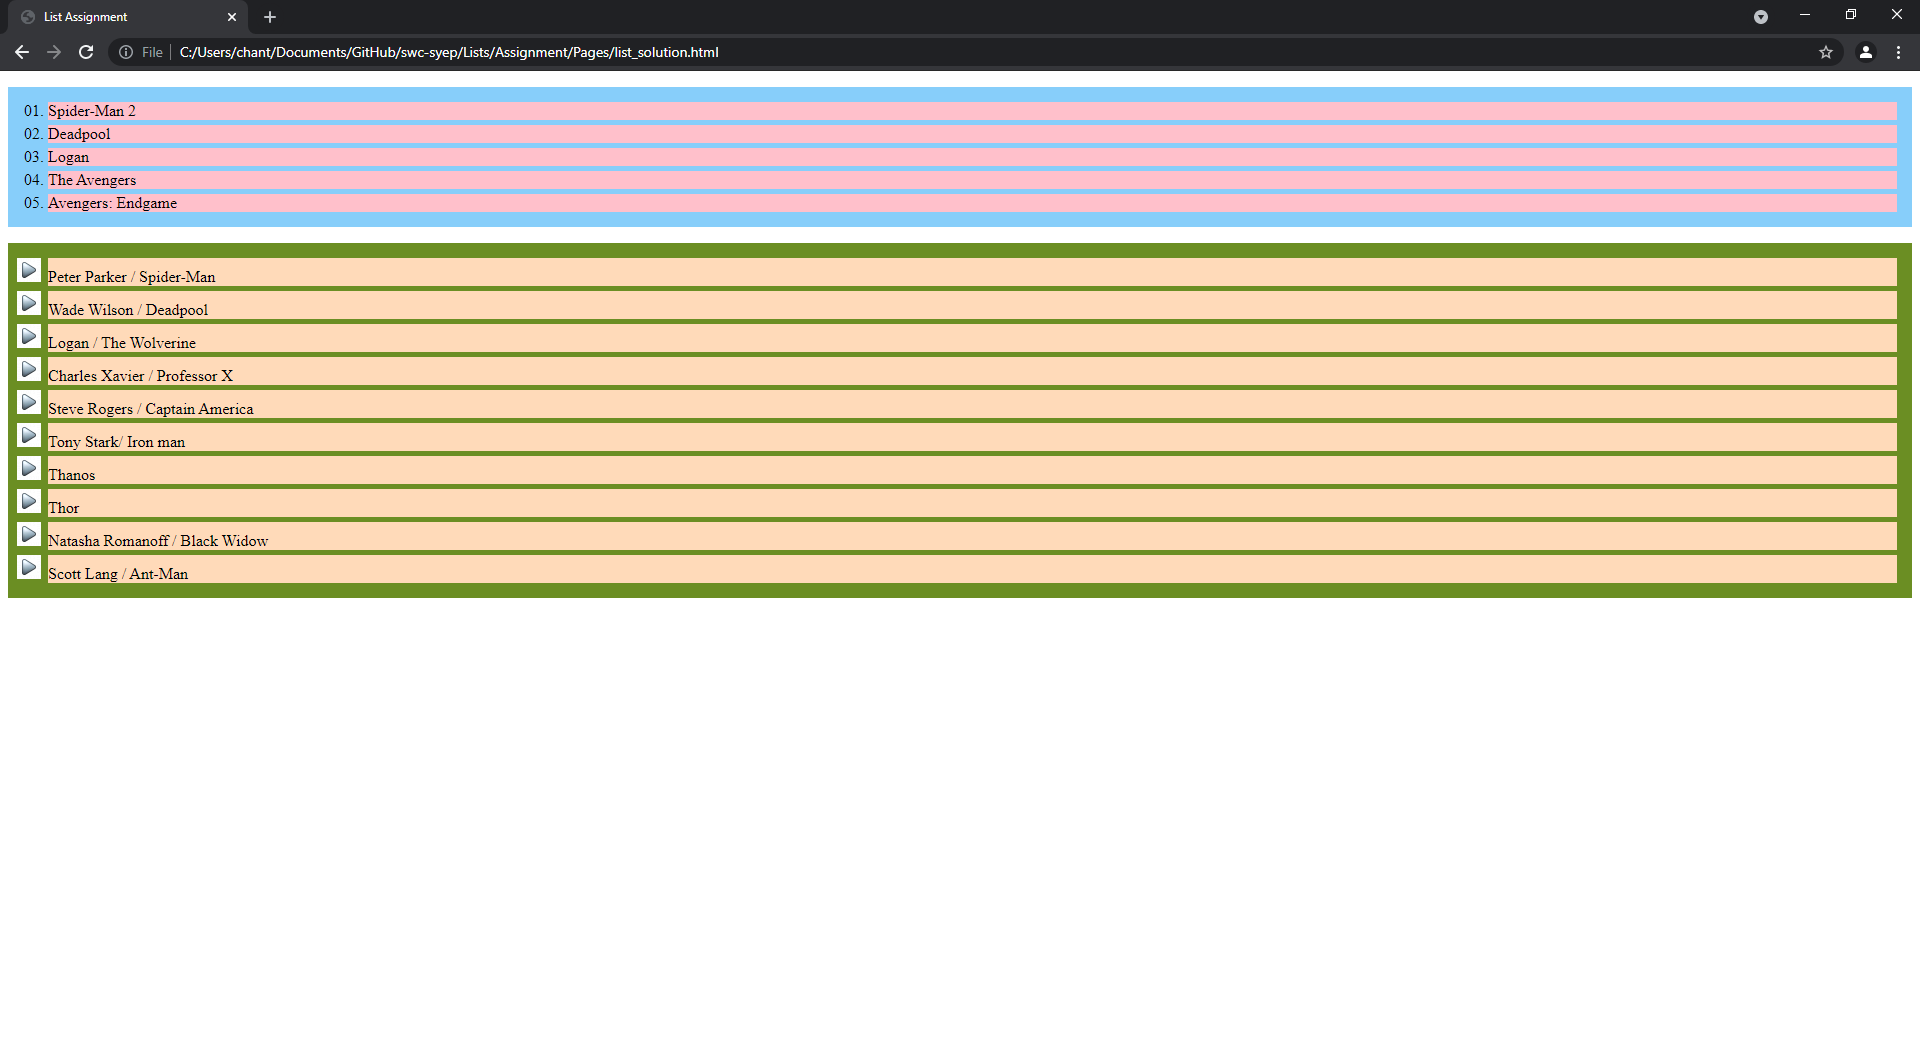 List Assignment
File C:/Users/chant/Documents/GitHub/swc-syep/Lists/Assignment/Pages/list_solution.html
01. Spider-Man 2
02. Deadpool
03. Logan
04. The Avengers
05. Avengers: Endgame
Peter Parker / Spider-Man
Wade Wilson / Deadpool
Logan / The Wolverine
Charles Xavier / Professor X
Steve Rogers / Captain America
Tony Stark/ Iron man
Thanos
Thor
Natasha Romanoff / Black Widow
Scott Lang / Ant-Man